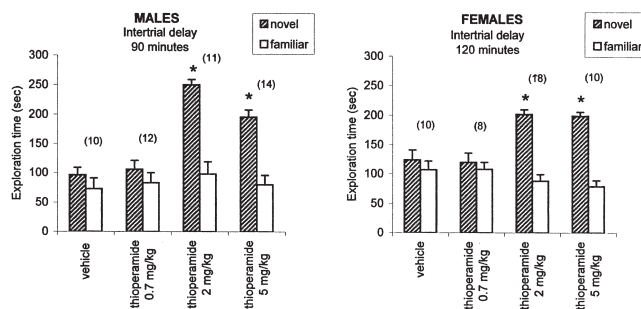 MALES
Intertrial delay
90 minutes
novel
familiar
Exploration time (sec)
300
250
200
150
100
50
0
(10)
(12)
*
(11)
*
(14)
vehicle
thioperamide
0.7 mg/kg
thioperamide
2 mg/kg
thioperamide
5 mg/kg
FEMALES
Intertrial delay
120 minutes
novel
familiar
Exploration time (sec)
300
250
200
150
100
50
0
(10)
(8)
*
(18)
*
(10)
vehicle
thioperamide
0.7 mg/kg
thioperamide
2 mg/kg
thioperamide
5 mg/kg